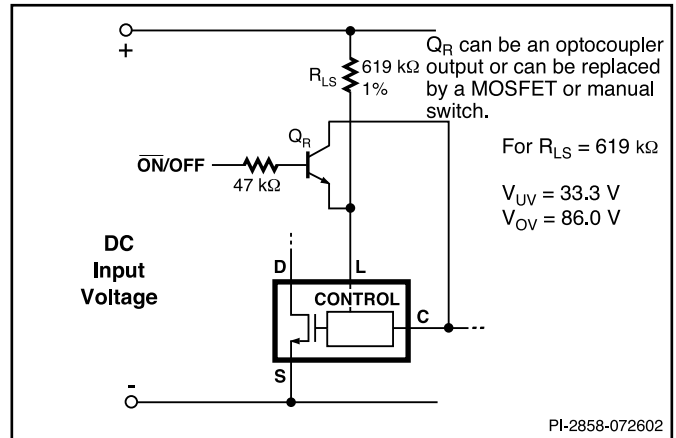 +
R_LS
619 kΩ
1%
Q_R can be an optocoupler
output or can be replaced
by a MOSFET or manual
switch.
Q_R
O̅N̅/OFF
47 kΩ
For R_LS = 619 kΩ
V_UV = 33.3 V
V_OV = 86.0 V
DC
Input
Voltage
D
L
CONTROL
C
S
-
PI-2858-072602